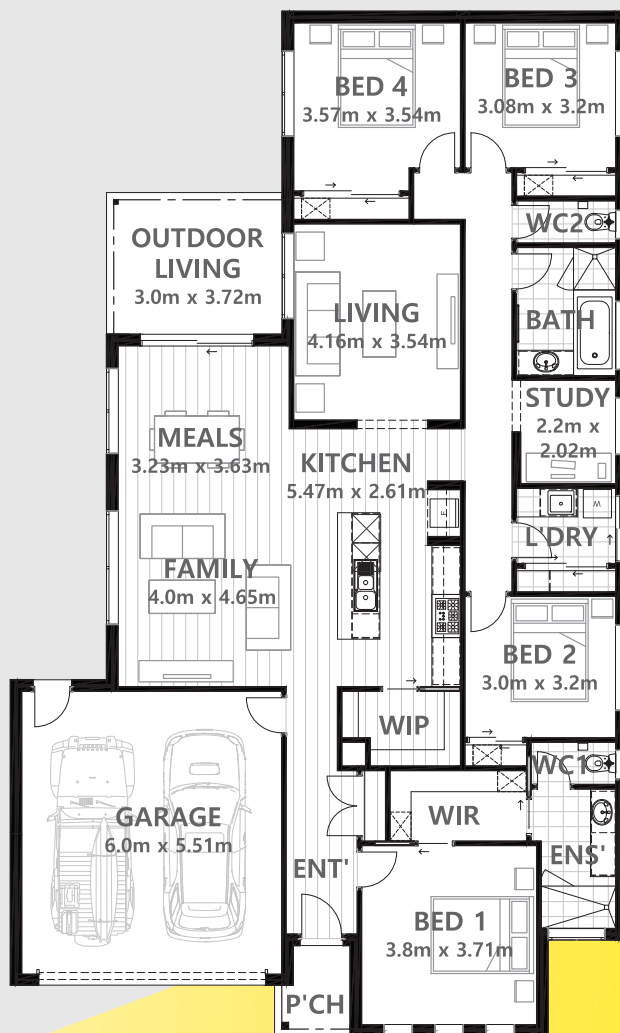 BED 4
3.57m x 3.54m
BED 3
3.08m x 3.2m
WC2
OUTDOOR
LIVING
3.0m x 3.72m
LIVING
4.16m x 3.54m
BATH
STUDY
2.2m x
2.02m
MEALS
3.23m x 3.63m
KITCHEN
5.47m x 2.61m
F
W
L'DRY
FAMILY
4.0m x 4.65m
BED 2
3.0m x 3.2m
WIP
WC1
GARAGE
6.0m x 5.51m
WIR
ENS'
ENT'
BED 1
3.8m x 3.71m
P'CH